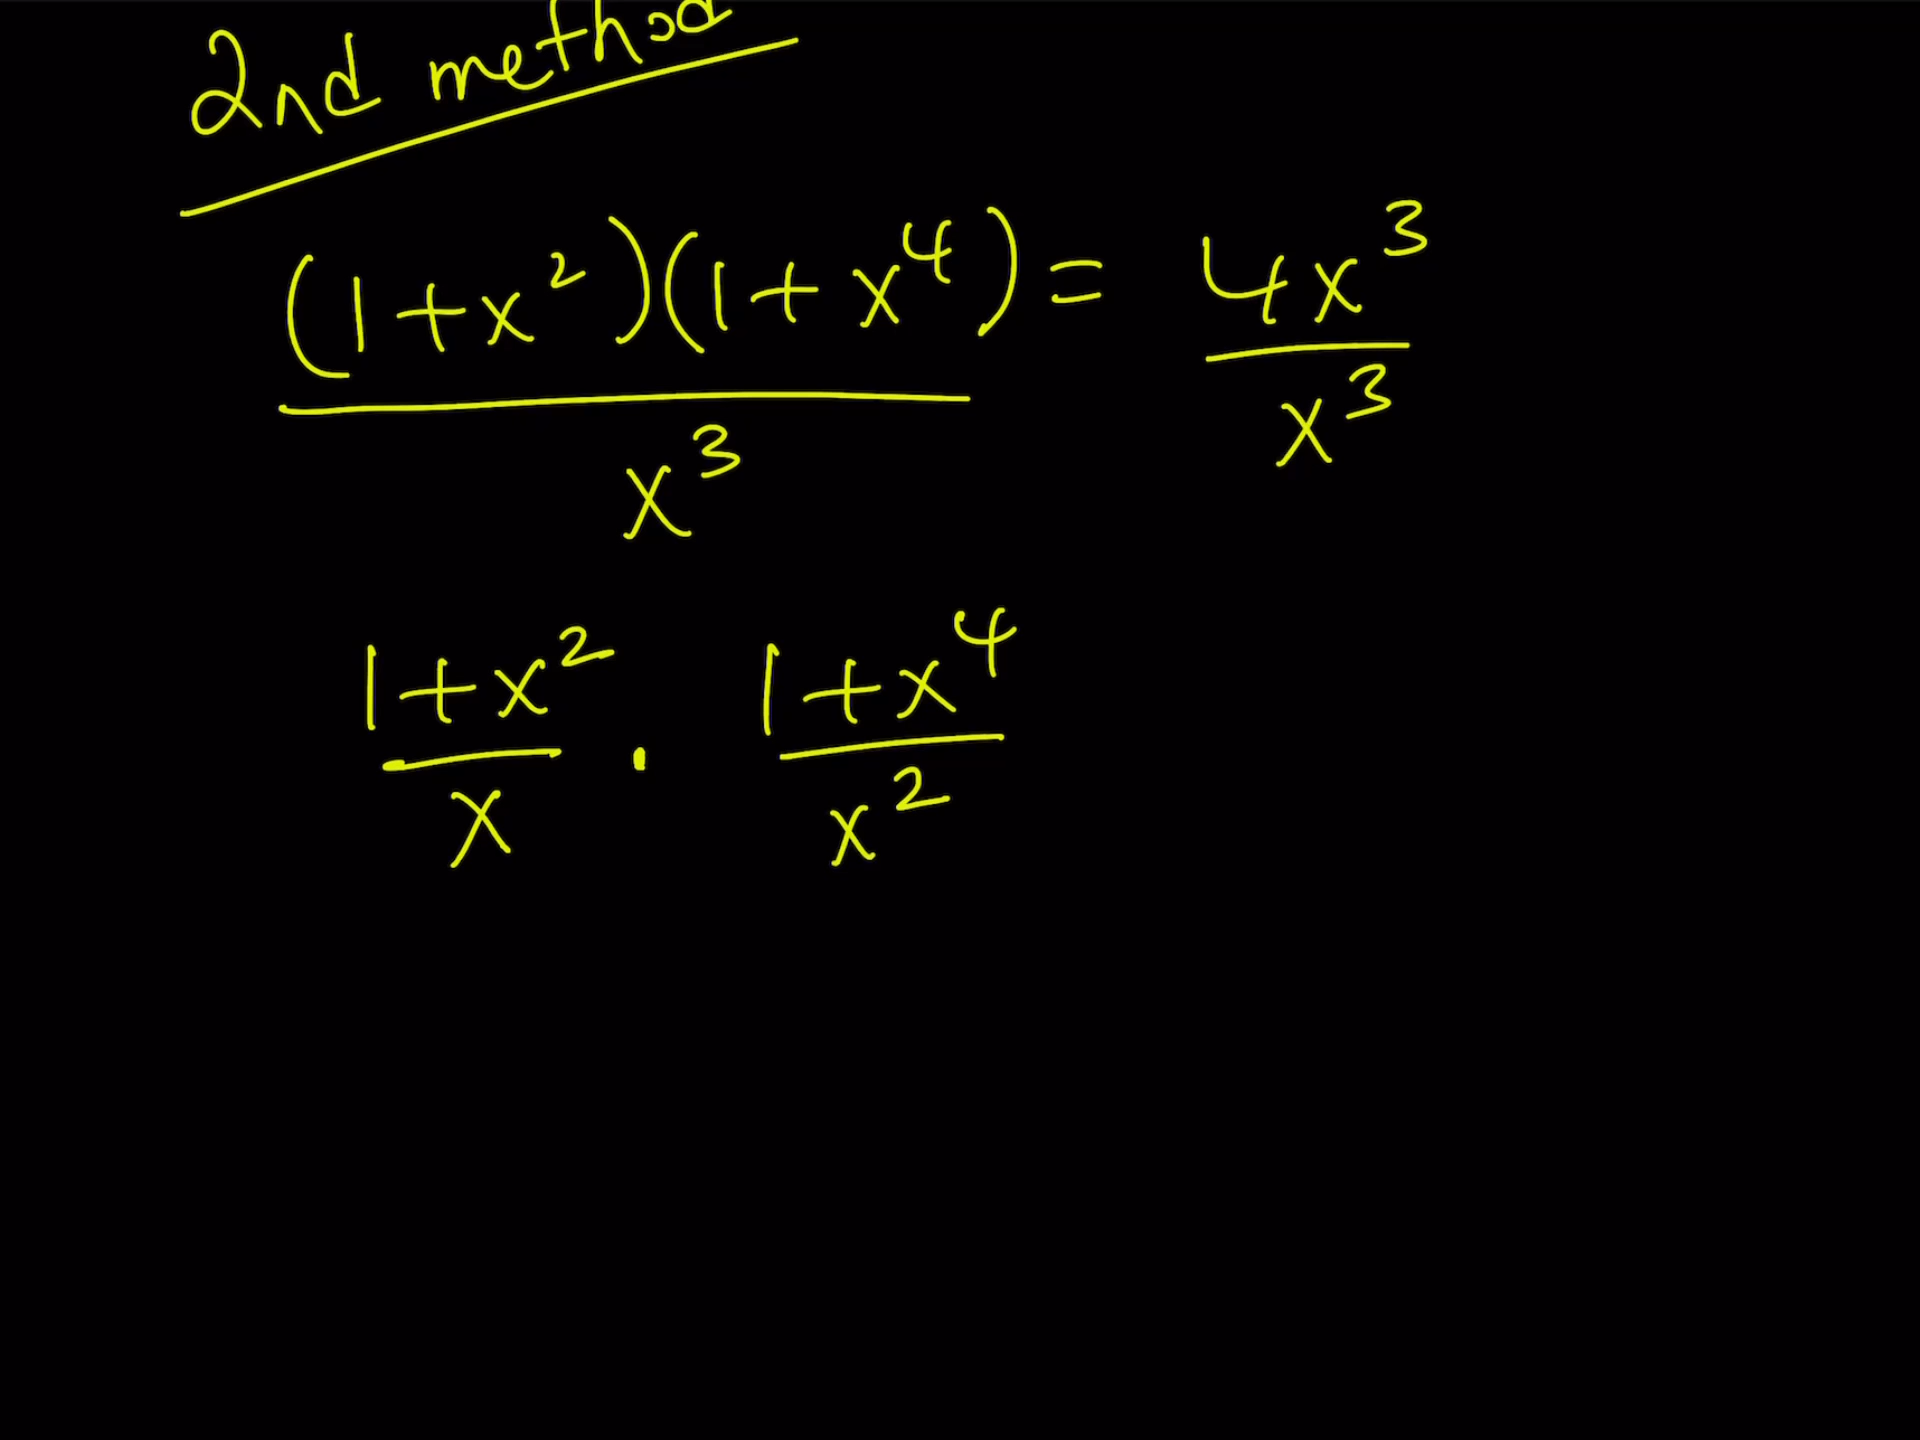 2nd method
(1+x²)(1+x⁴) = 4x³
x³ x³
1+x² · 1+x⁴
x x²